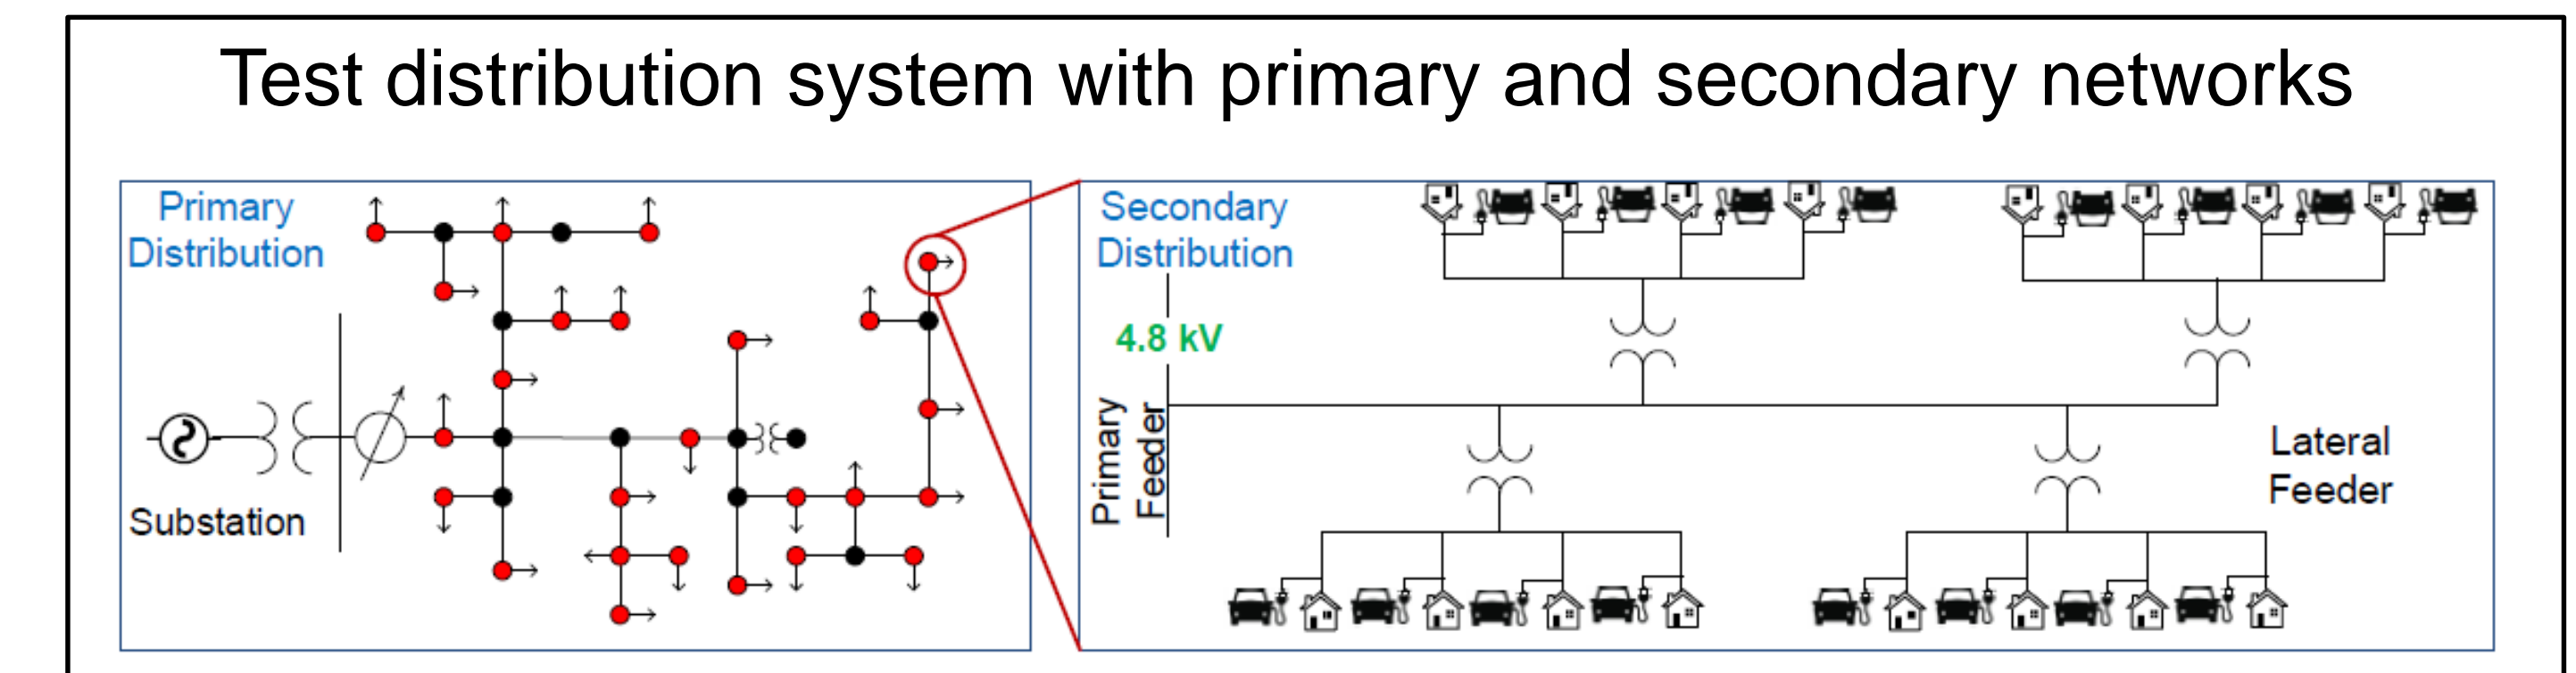 Test distribution system with primary and secondary networks
Primary
Distribution
Substation
Secondary
Distribution
4.8 kV
Primary
Feeder
Lateral
Feeder